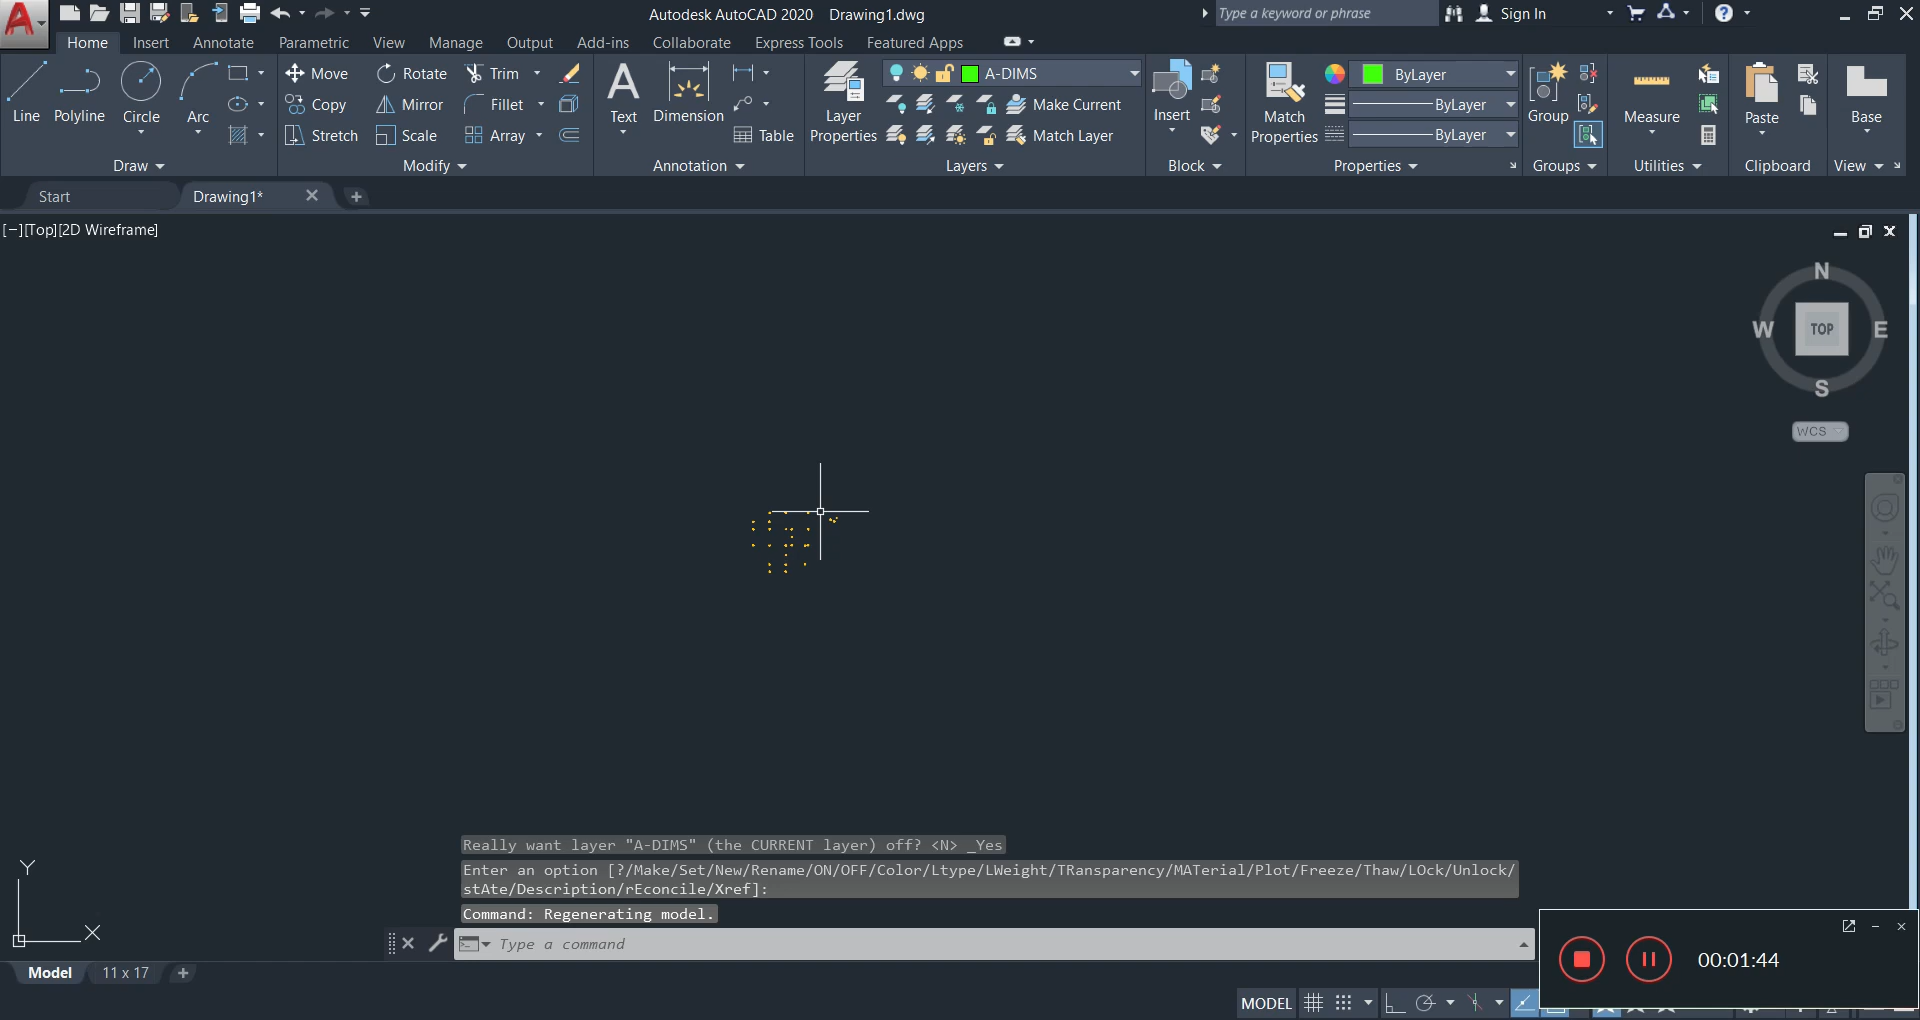 Autodesk AutoCAD 2020 Drawing1.dwg
Type a keyword or phrase
Sign In
Home Insert Annotate Parametric View Manage Output Add-ins Collaborate Express Tools Featured Apps
Line Polyline Circle Arc
Move Rotate Trim
Copy Mirror Fillet
Stretch Scale Array
Text Dimension Table
Layer Properties
A-DIMS
Make Current
Match Layer
Insert
Match Properties
ByLayer
ByLayer
ByLayer
Group
Measure
Paste
Base
Draw Modify Annotation Layers Block Properties Groups Utilities Clipboard View
Start Drawing1*
[−][Top][2D Wireframe]
N
W TOP E
S
WCS
Really want layer "A-DIMS" (the CURRENT layer) off? <N> _Yes
Enter an option [?/Make/Set/New/Rename/ON/OFF/Color/Ltype/LWeight/TRansparency/MATerial/Plot/Freeze/Thaw/LOck/Unlock/
stAte/Description/rEconcile/Xref]:
Command: Regenerating model.
Type a command
Y
X
Model 11 x 17
00:01:44
MODEL